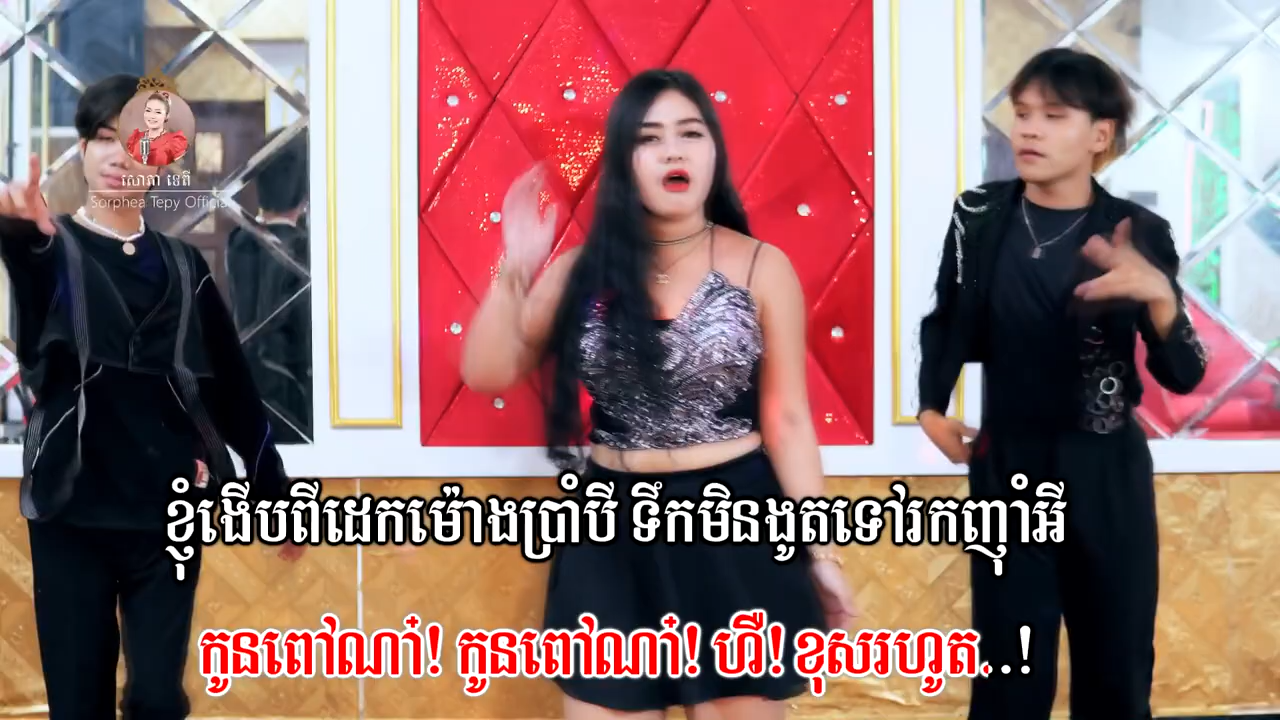 សោភា ទេពី
Sorphea Tepy Official
ខ្ញុំងើបពីដេកម៉ោងប្រាំបី ទឹកមិនងូតទៅរកញ៉ាំអី
កូនពៅណា៎! កូនពៅណា៎! ហឺ! ខុសរហូត...!